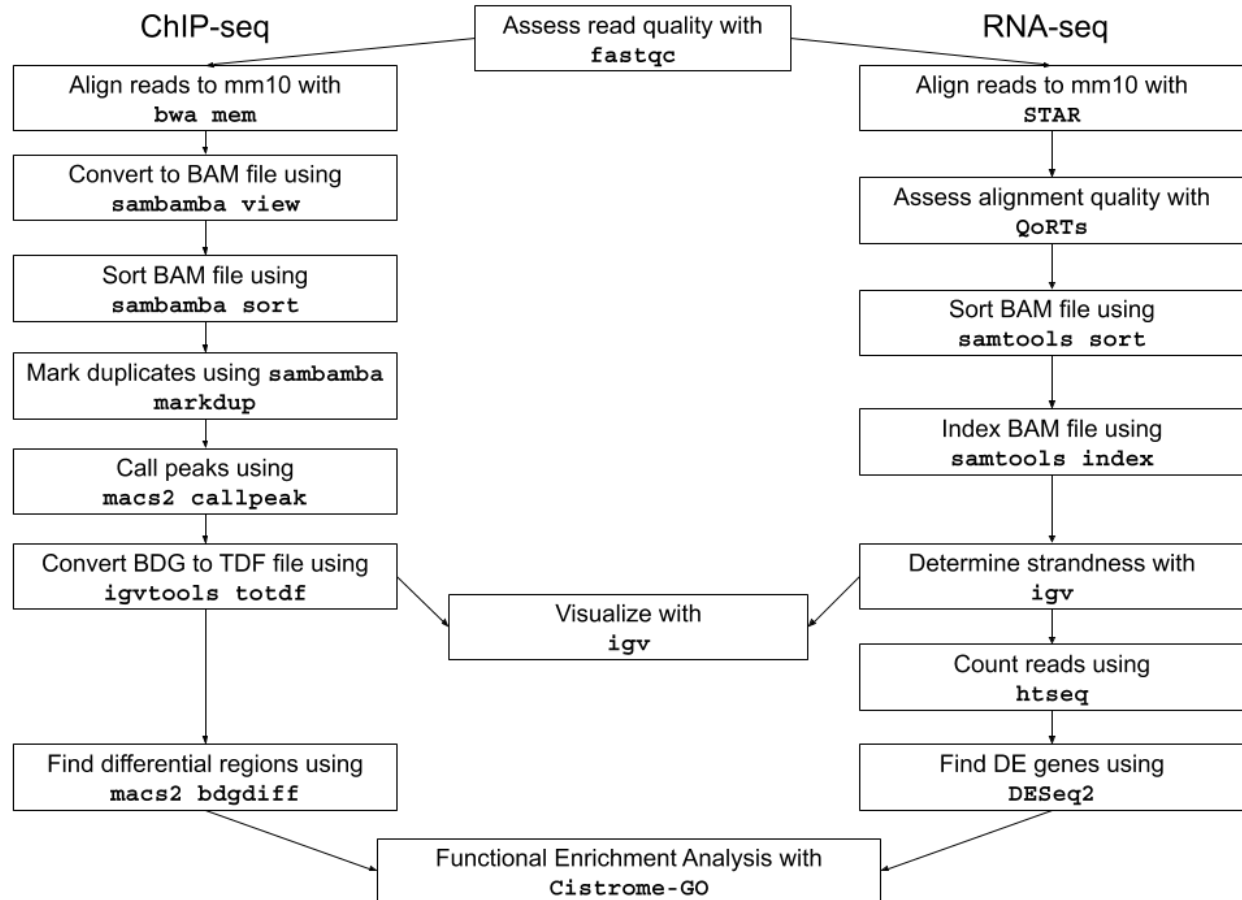 ChIP-seq
Assess read quality with
fastqc
RNA-seq
Align reads to mm10 with
bwa mem
Convert to BAM file using
sambamba view
Sort BAM file using
sambamba sort
Mark duplicates using sambamba
markdup
Call peaks using
macs2 callpeak
Convert BDG to TDF file using
igvtools totdf
Find differential regions using
macs2 bdgdiff
Align reads to mm10 with
STAR
Assess alignment quality with
QoRTs
Sort BAM file using
samtools sort
Index BAM file using
samtools index
Determine strandness with
igv
Count reads using
htseq
Find DE genes using
DESeq2
Visualize with
igv
Functional Enrichment Analysis with
Cistrome-GO